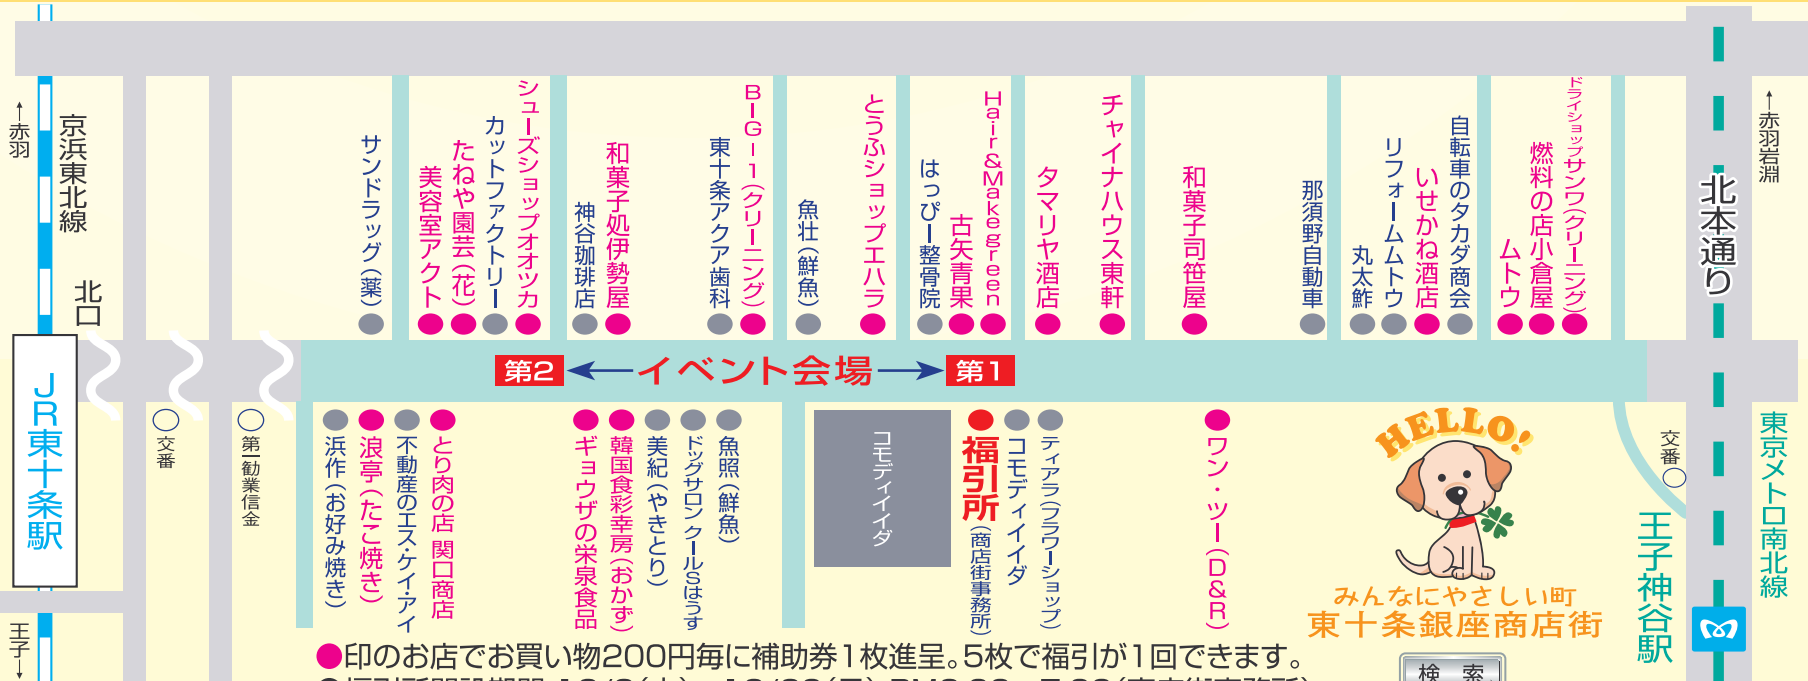 ←赤羽
京浜東北線
北口
JR東十条駅
王子→
サンドラッグ(薬)
美容室アクト
たねや園芸(花)
カットファクトリー
シューズショップオオツカ
神谷珈琲店
和菓子処伊勢屋
東十条アクア歯科
BIG-1(クリーニング)
魚壮(鮮魚)
とうふショップエハラ
はっぴー整骨院
古矢青果
Hair&Makegreen
タマリヤ酒店
チャイナハウス東軒
和菓子司笹屋
那須野自動車
丸太鮓
リフォームムトウ
いせかね酒店
自転車のタカダ商会
ムトウ
燃料の店小倉屋
ドライショップサンワ(クリーニング)
北本通り
←赤羽岩淵
第2 ←イベント会場→ 第1
交番
第一勧業信金
浜作(お好み焼き)
浪亭(たこ焼き)
不動産のエス・ケイ・アイ
とり肉の店 関口商店
ギョウザの栄泉食品
韓国食彩幸房(おかず)
美紀(やきとり)
ドッグサロン クールSはうす
魚照(鮮魚)
コモディイイダ
福引所(商店街事務所)
コモディイイダ
ティアラ(フラワーショップ)
ワン・ツー(D&R)
HELLO!
みんなにやさしい町
東十条銀座商店街
交番
王子神谷駅
東京メトロ南北線
●印のお店でお買い物200円毎に補助券1枚進呈。5枚で福引が1回できます。
検 索